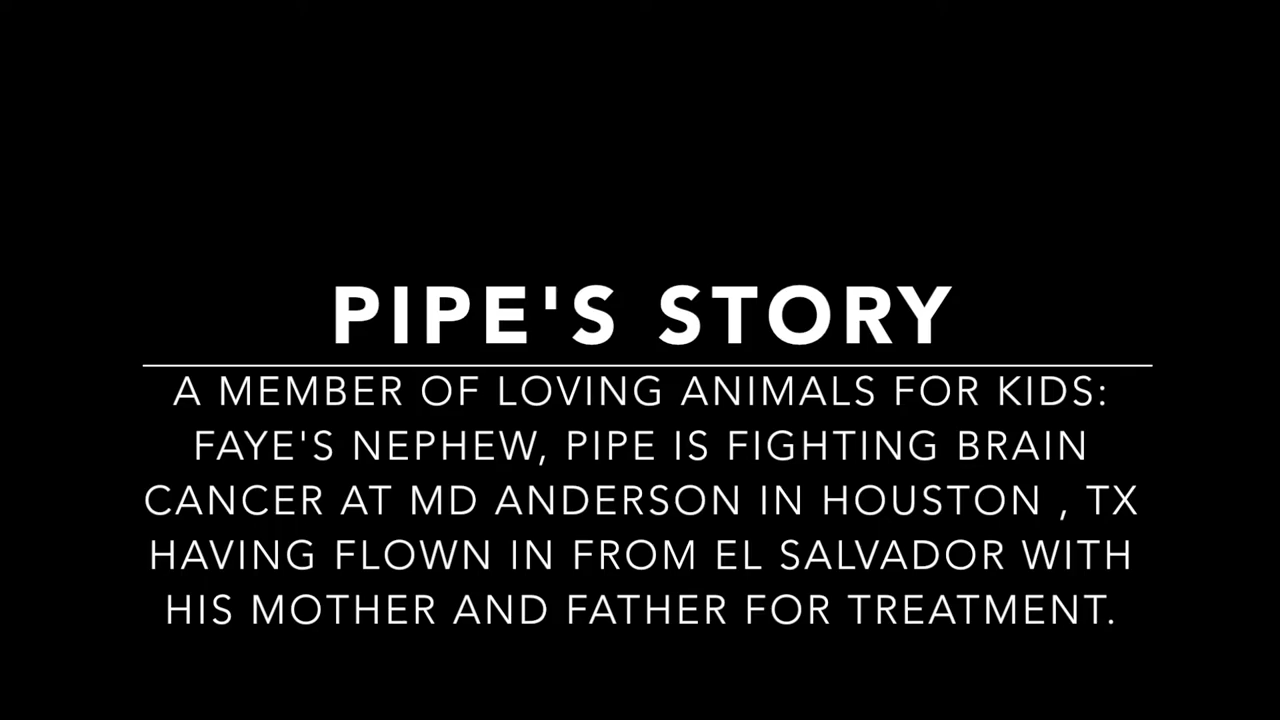 PIPE'S STORY
A MEMBER OF LOVING ANIMALS FOR KIDS:
FAYE'S NEPHEW, PIPE IS FIGHTING BRAIN
CANCER AT MD ANDERSON IN HOUSTON , TX
HAVING FLOWN IN FROM EL SALVADOR WITH
HIS MOTHER AND FATHER FOR TREATMENT.